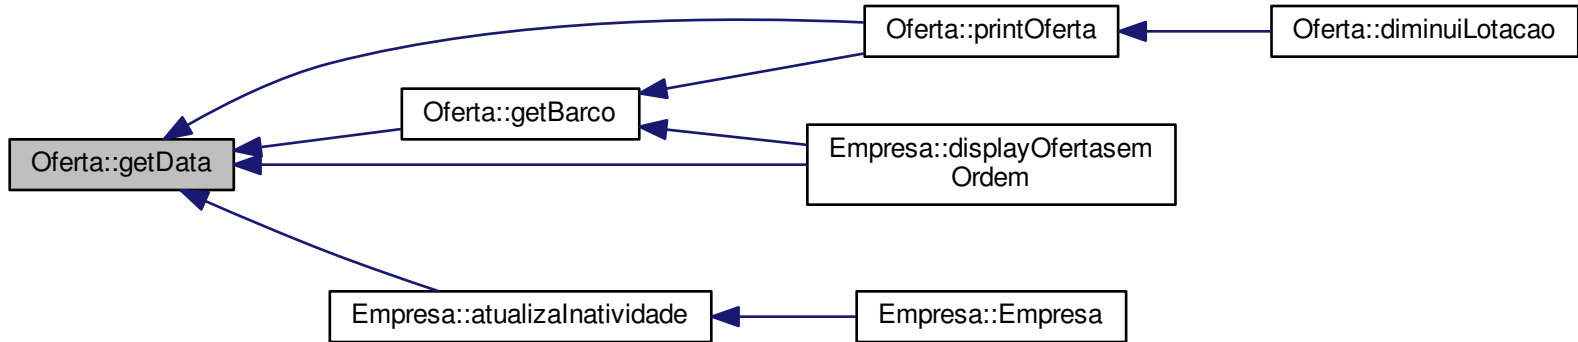 Oferta::printOferta
Oferta::diminuiLotacao
Oferta::getBarco
Oferta::getData
Empresa::displayOfertasem
Ordem
Empresa::atualizaInatividade
Empresa::Empresa